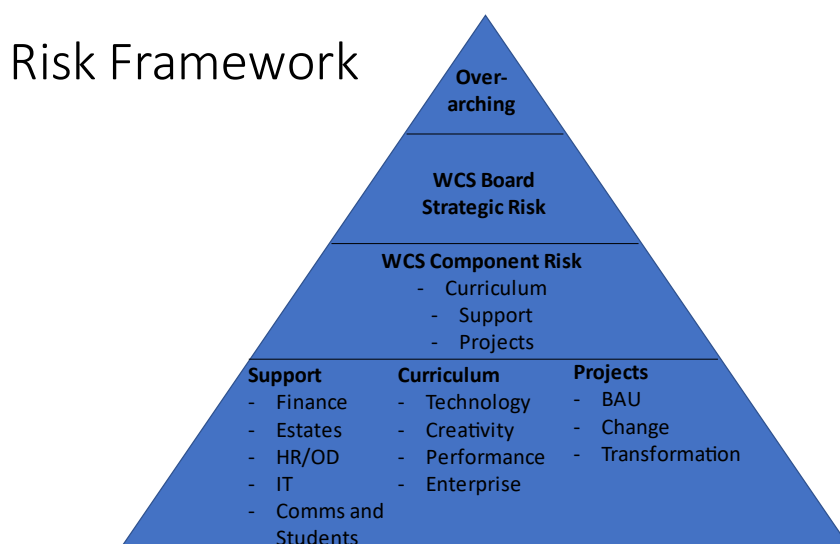 Risk Framework
Over-
arching
WCS Board
Strategic Risk
WCS Component Risk
- Curriculum
- Support
- Projects
Support
- Finance
- Estates
- HR/OD
- IT
- Comms and
Students
Curriculum
- Technology
- Creativity
- Performance
- Enterprise
Projects
- BAU
- Change
- Transformation